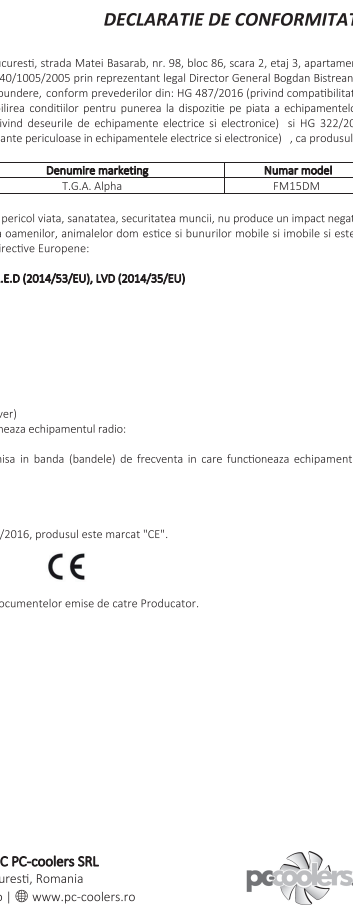 DECLARATIE DE CONFORMITAT
curesti, strada Matei Basarab, nr. 98, bloc 86, scara 2, etaj 3, apartamen
40/1005/2005 prin reprezentant legal Director General Bogdan Bistrean
oundere, conform prevederilor din: HG 487/2016 (privind compatibilitat
bilirea conditiilor pentru punerea la dispozitie pe piata a echipamentelo
rivind deseurile de echipamente electrice si electronice) si HG 322/20
ante periculoase in echipamentele electrice si electronice) , ca produsul
Denumire marketing Numar model
T.G.A. Alpha FM15DM
pericol viata, sanatatea, securitatea muncii, nu produce un impact negat
a oamenilor, animalelor dom estice si bunurilor mobile si imobile si este
irective Europene:
.E.D (2014/53/EU), LVD (2014/35/EU)
ver)
neaza echipamentul radio:
nisa in banda (bandele) de frecventa in care functioneaza echipament
/2016, produsul este marcat "CE".
CE
ocumentelor emise de catre Producator.
C PC-coolers SRL
uresti, Romania
o | www.pc-coolers.ro
pccoolers.